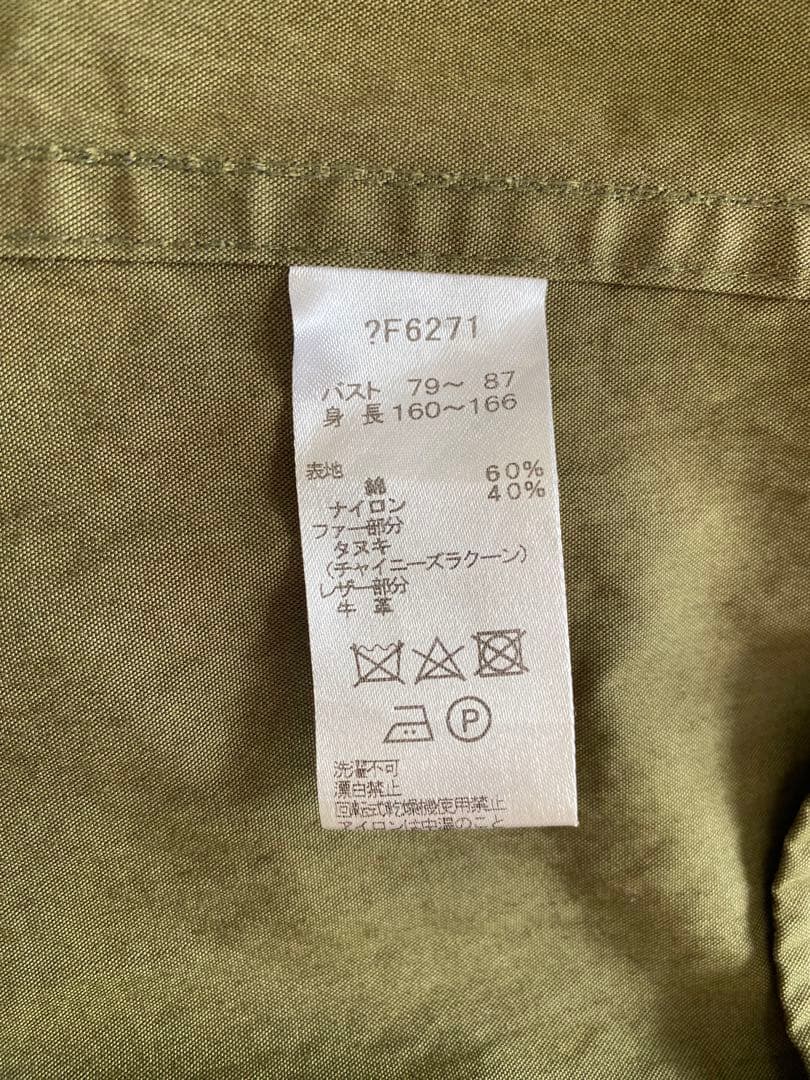 ?F6271
バスト 79〜 87
身 長 160〜166
表地
綿 60%
ナイロン 40%
ファー部分
タヌキ
(チャイニーズラクーン)
レザー部分
牛 革
P
洗濯不可
漂白禁止
回転式乾燥機使用禁止
アイロンは中温のこと